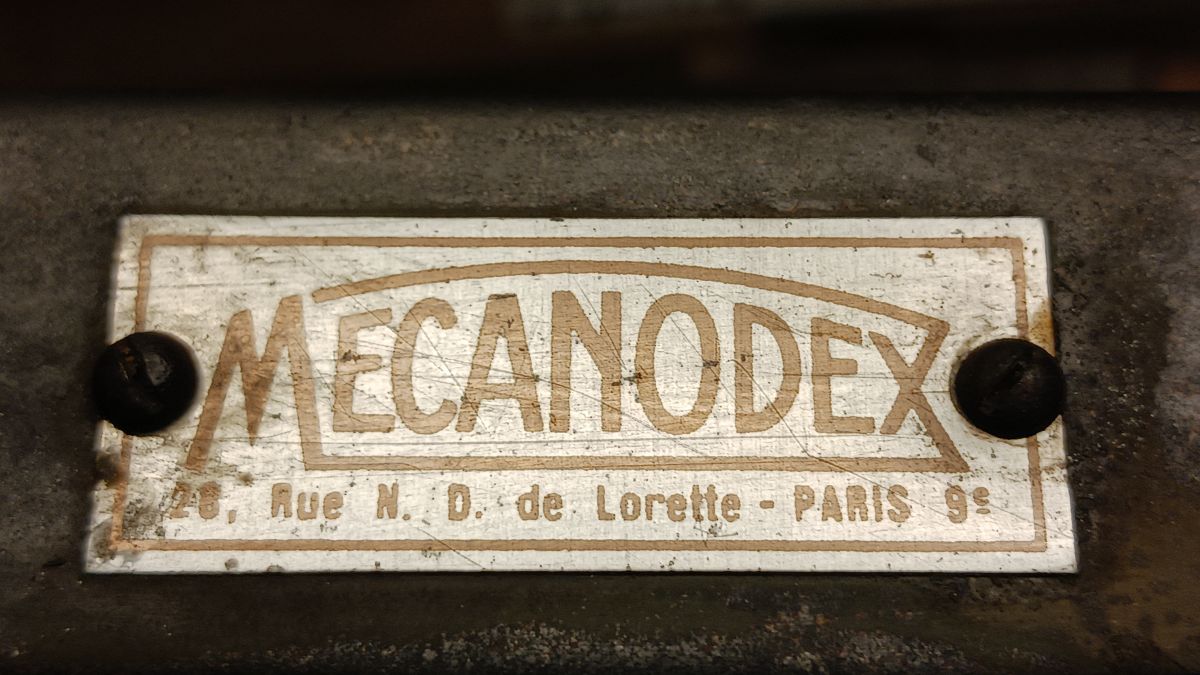 MECANODEX
28, Rue N. D. de Lorette - PARIS 9e